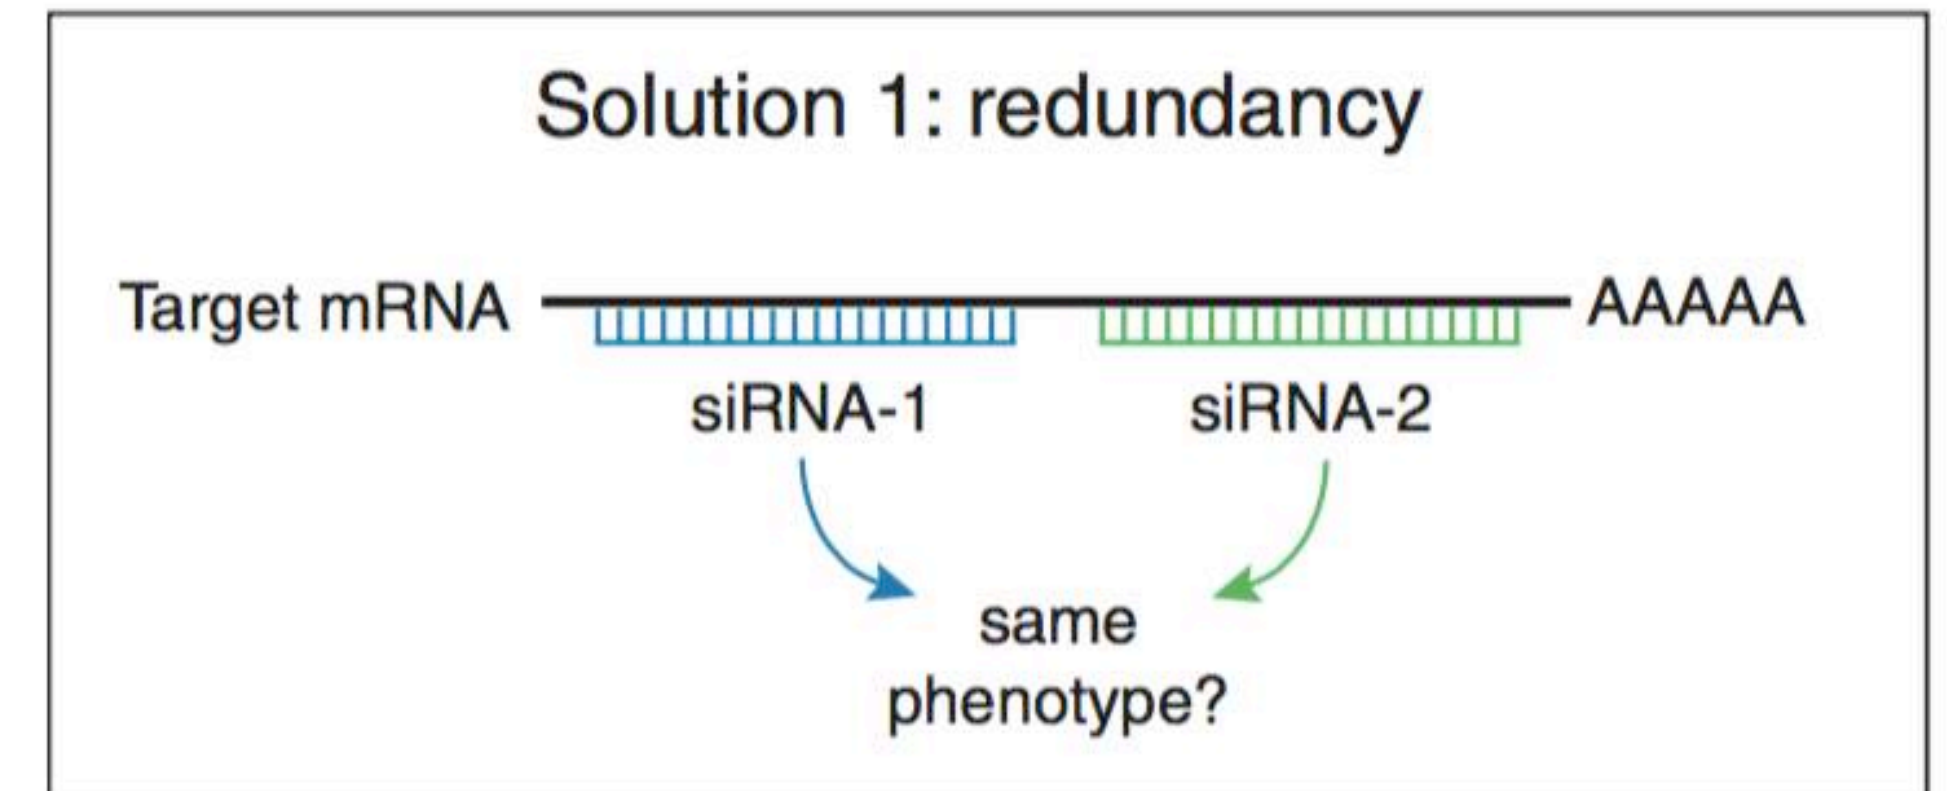 Solution 1: redundancy
Target mRNA AAAAA
siRNA-1 siRNA-2
same
phenotype?